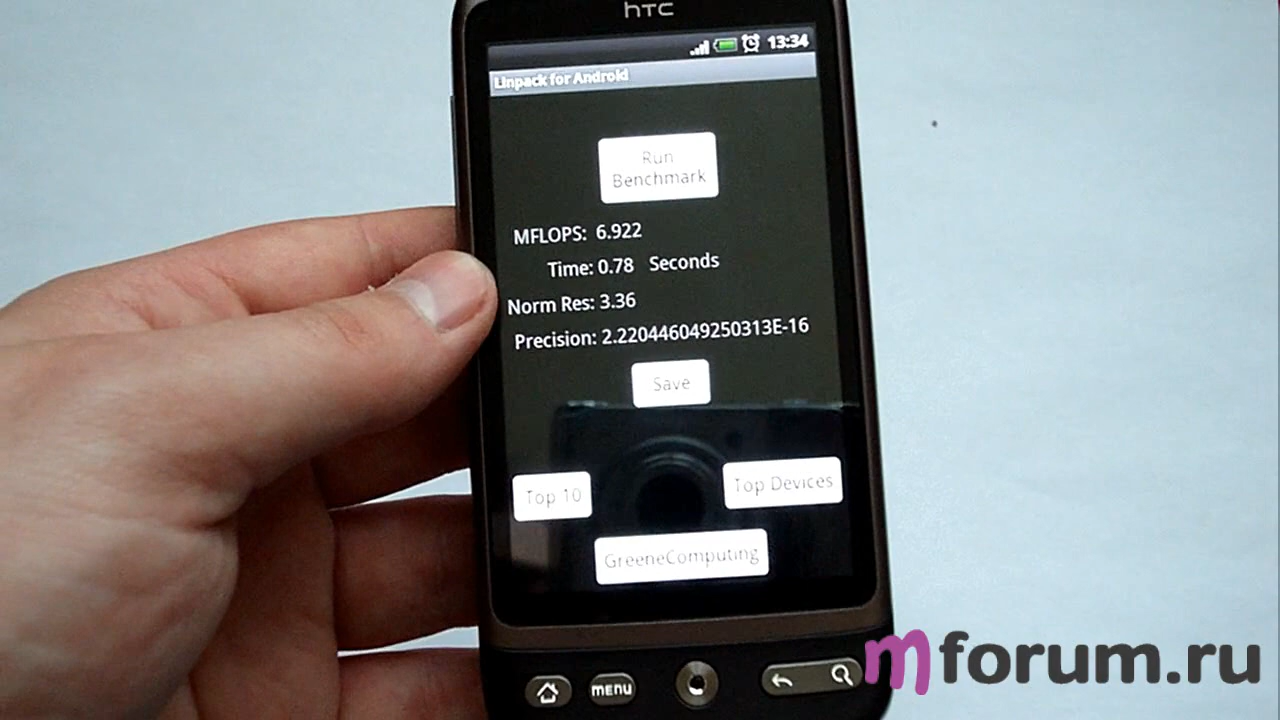 hTC
13:34
Linpack for Android
Run
Benchmark
MFLOPS: 6.922
Time: 0.78 Seconds
Norm Res: 3.36
Precision: 2.220446049250313E-16
Save
Top 10
Top Devices
GreeneComputing
menu
mforum.ru